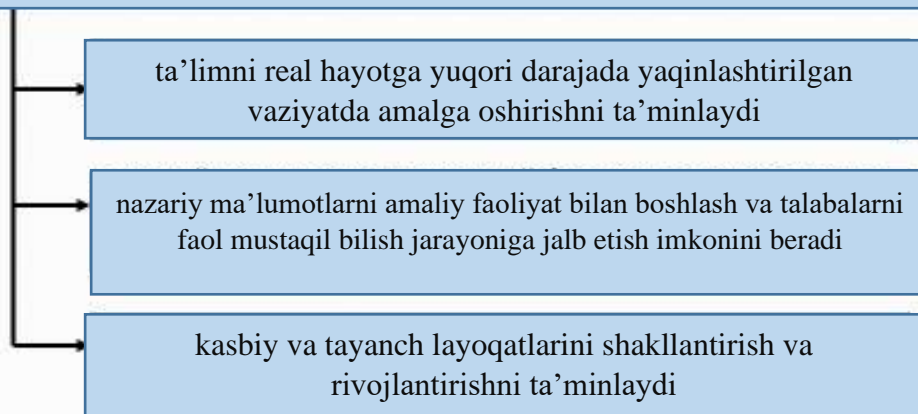 ta’limni real hayotga yuqori darajada yaqinlashtirilgan
vaziyatda amalga oshirishni ta’minlaydi
nazariy ma’lumotlarni amaliy faoliyat bilan boshlash va talabalarni
faol mustaqil bilish jarayoniga jalb etish imkonini beradi
kasbiy va tayanch layoqatlarini shakllantirish va
rivojlantirishni ta’minlaydi